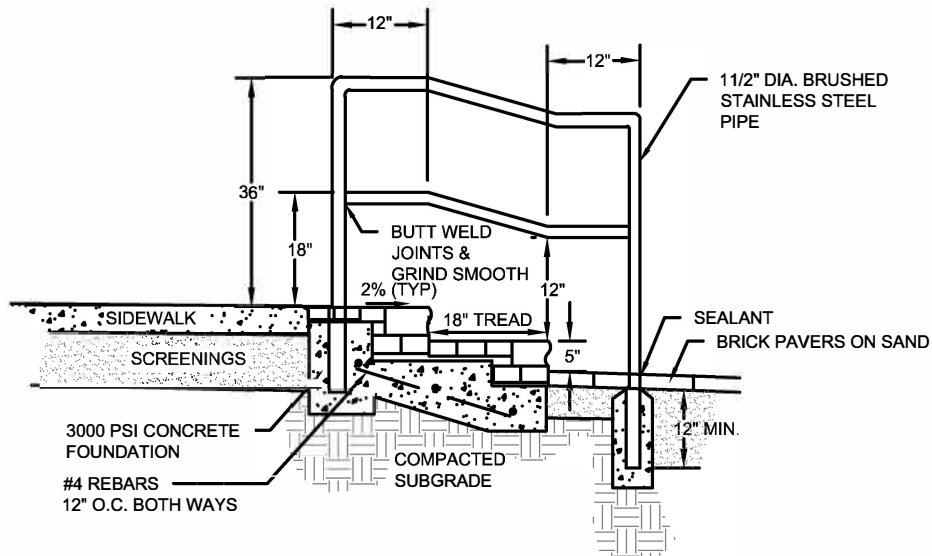 12"
12"
11/2" DIA. BRUSHED
STAINLESS STEEL
PIPE
36"
18"
BUTT WELD
JOINTS &
GRIND SMOOTH
(TYP)
2%
12"
18" TREAD
5"
SIDEWALK
SCREENINGS
SEALANT
BRICK PAVERS ON SAND
12" MIN.
3000 PSI CONCRETE
FOUNDATION
#4 REBARS
12" O.C. BOTH WAYS
COMPACTED
SUBGRADE